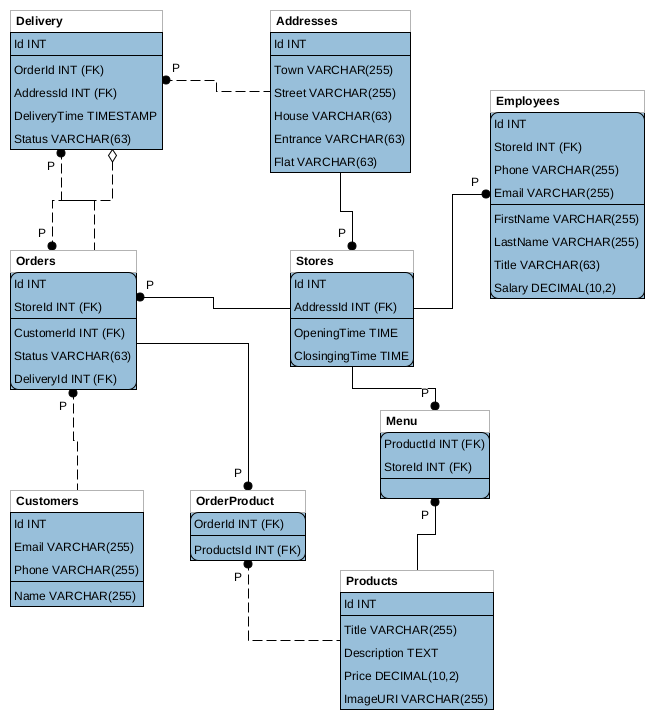 Delivery
Id INT
OrderId INT (FK)
AddressId INT (FK)
DeliveryTime TIMESTAMP
Status VARCHAR(63)
P
P
P
Addresses
Id INT
Town VARCHAR(255)
Street VARCHAR(255)
House VARCHAR(63)
Entrance VARCHAR(63)
Flat VARCHAR(63)
P
Employees
Id INT
StoreId INT (FK)
Phone VARCHAR(255)
Email VARCHAR(255)
FirstName VARCHAR(255)
LastName VARCHAR(255)
Title VARCHAR(63)
Salary DECIMAL(10,2)
P
Orders
Id INT
StoreId INT (FK)
CustomerId INT (FK)
Status VARCHAR(63)
DeliveryId INT (FK)
P
P
Stores
Id INT
AddressId INT (FK)
OpeningTime TIME
ClosingingTime TIME
P
Menu
ProductId INT (FK)
StoreId INT (FK)
P
Customers
Id INT
Email VARCHAR(255)
Phone VARCHAR(255)
Name VARCHAR(255)
P
OrderProduct
OrderId INT (FK)
ProductsId INT (FK)
P
Products
Id INT
Title VARCHAR(255)
Description TEXT
Price DECIMAL(10,2)
ImageURI VARCHAR(255)